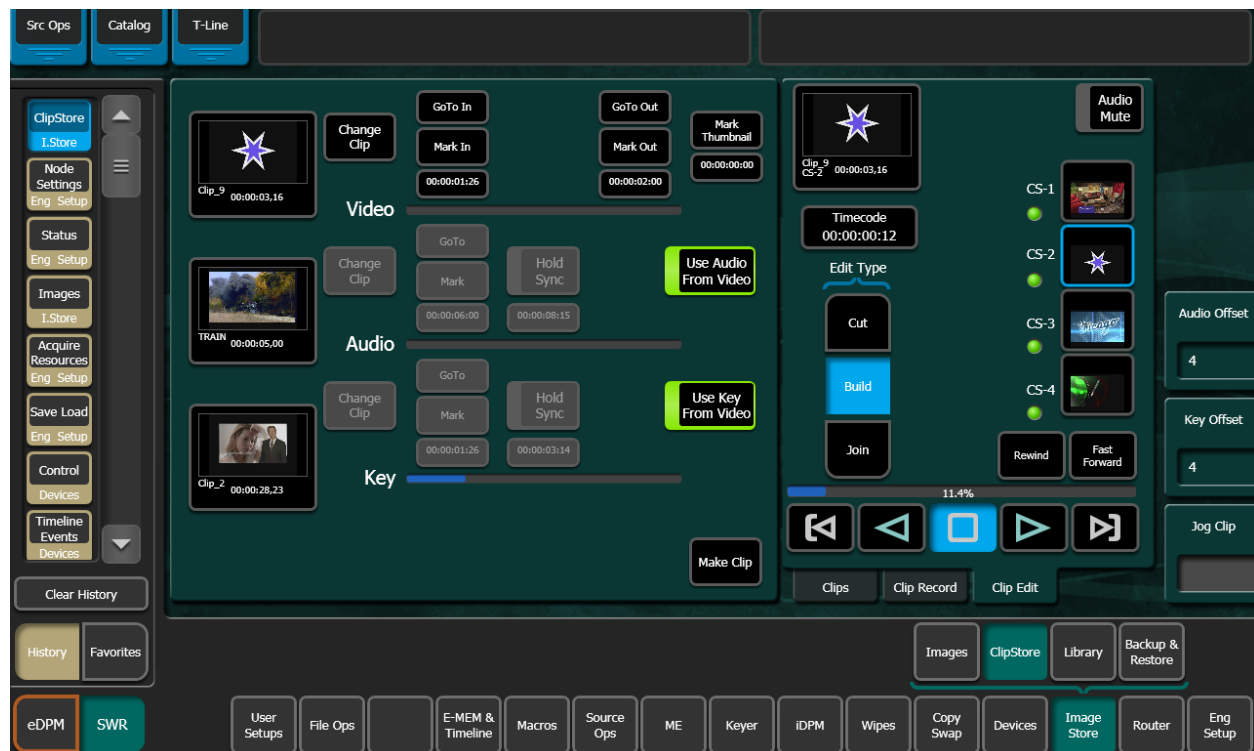 Src Ops
Catalog
T-Line
ClipStore
I.Store
Node
Settings
Eng Setup
Status
Eng Setup
Images
I.Store
Acquire
Resources
Eng Setup
Save Load
Eng Setup
Control
Devices
Timeline
Events
Devices
Clear History
History
Favorites
eDPM
SWR
Clip_9 00:00:03,16
Change
Clip
GoTo In
Mark In
00:00:01:26
GoTo Out
Mark Out
00:00:02:00
Mark
Thumbnail
00:00:00:00
Video
TRAIN 00:00:05,00
Change
Clip
GoTo
Mark
00:00:06:00
Hold
Sync
00:00:08:15
Use Audio
From Video
Audio
Clip_2 00:00:28,23
Change
Clip
GoTo
Mark
00:00:01:26
Hold
Sync
00:00:03:14
Use Key
From Video
Key
Make Clip
Clip_9
CS-2 00:00:03,16
Audio
Mute
Timecode
00:00:00:12
Edit Type
Cut
Build
Join
CS-1
CS-2
CS-3
CS-4
Rewind
Fast
Forward
11.4%
Clips
Clip Record
Clip Edit
Audio Offset
4
Key Offset
4
Jog Clip
Images
ClipStore
Library
Backup &
Restore
User
Setups
File Ops
E-MEM &
Timeline
Macros
Source
Ops
ME
Keyer
iDPM
Wipes
Copy
Swap
Devices
Image
Store
Router
Eng
Setup